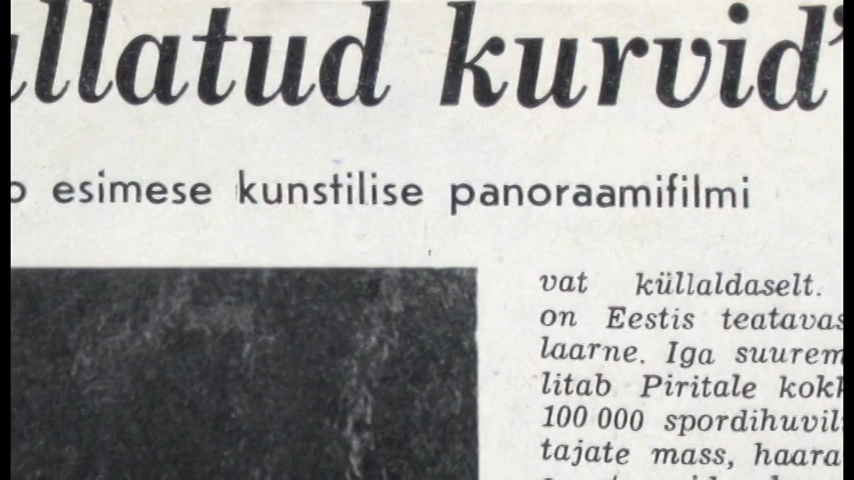 llatud kurvid"
esimese kunstilise panoraamifilmi
vat küllaldaselt.
on Eestis teatavas
laarne. Iga suurem
litab Piritale kokk
100 000 spordihuvil
tajate mass, haara